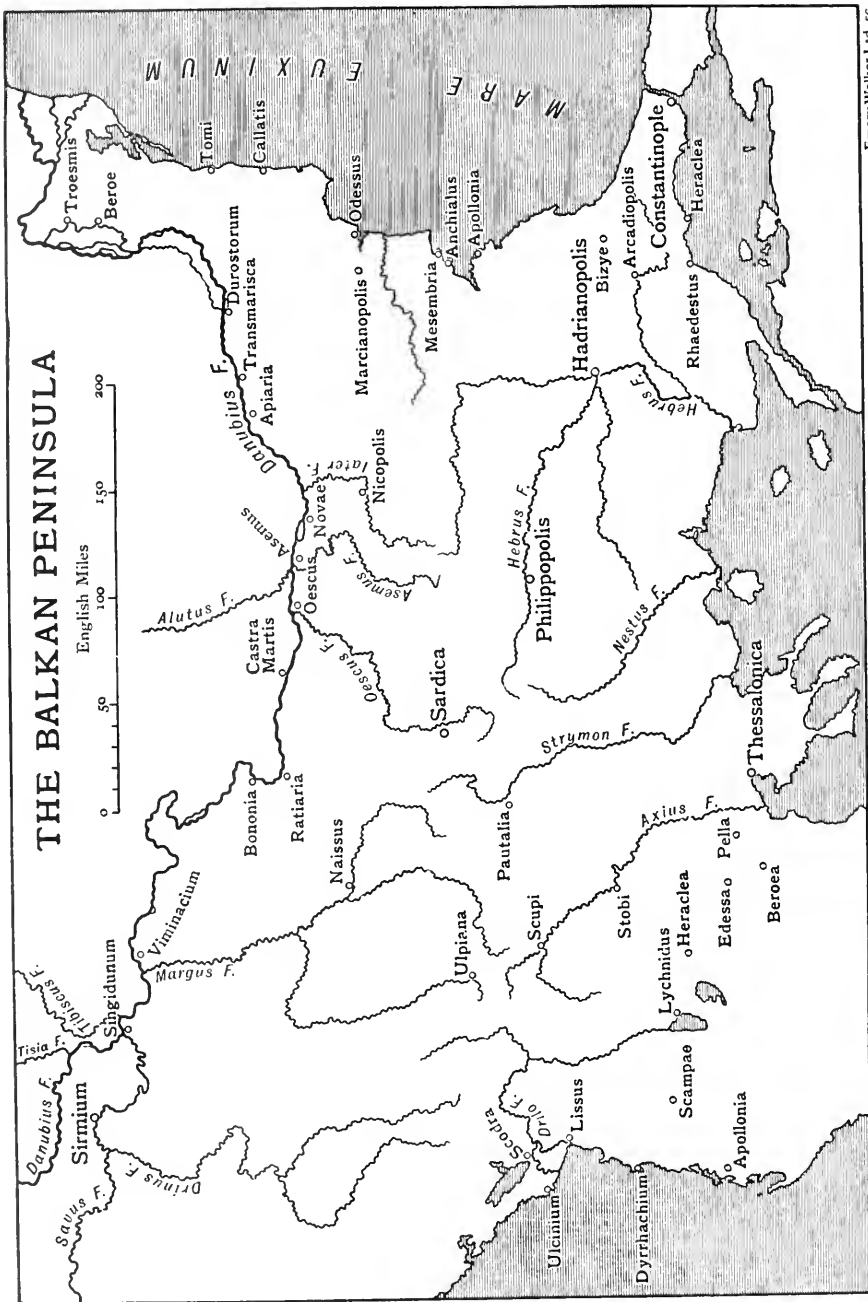 THE BALKAN PENINSULA
English Miles
0
50
100
150
200
Danubius F.
Savus F.
Sirmium
Tisia F.
Tibiscus F.
Singidunum
Viminacium
Drinus F.
Margus F.
Bononia
Ratiaria
Castra
Martis
Alutus F.
Oescus
Oescus F.
Asemus
Asemus F.
Novae
Iater F.
Nicopolis
Danubius F.
Apiaria
Transmarisca
Durostorum
Troesmis
Beroe
Tomi
Callatis
MARE EUXINUM
Odessus
Marcianopolis
Mesembria
Anchialus
Apollonia
Naissus
Ulpiana
Sardica
Pautalia
Scupi
Stobi
Strymon F.
Axius F.
Nestus F.
Philippopolis
Hebrus F.
Hadrianopolis
Hebrus F.
Bizye
Arcadiopolis
Constantinople
Heraclea
Rhaedestus
Scodra
Drilo F.
Lissus
Ulcinium
Dyrrhachium
Scampae
Apollonia
Lychnidus
Heraclea
Edessa
Pella
Beroea
Thessalonica